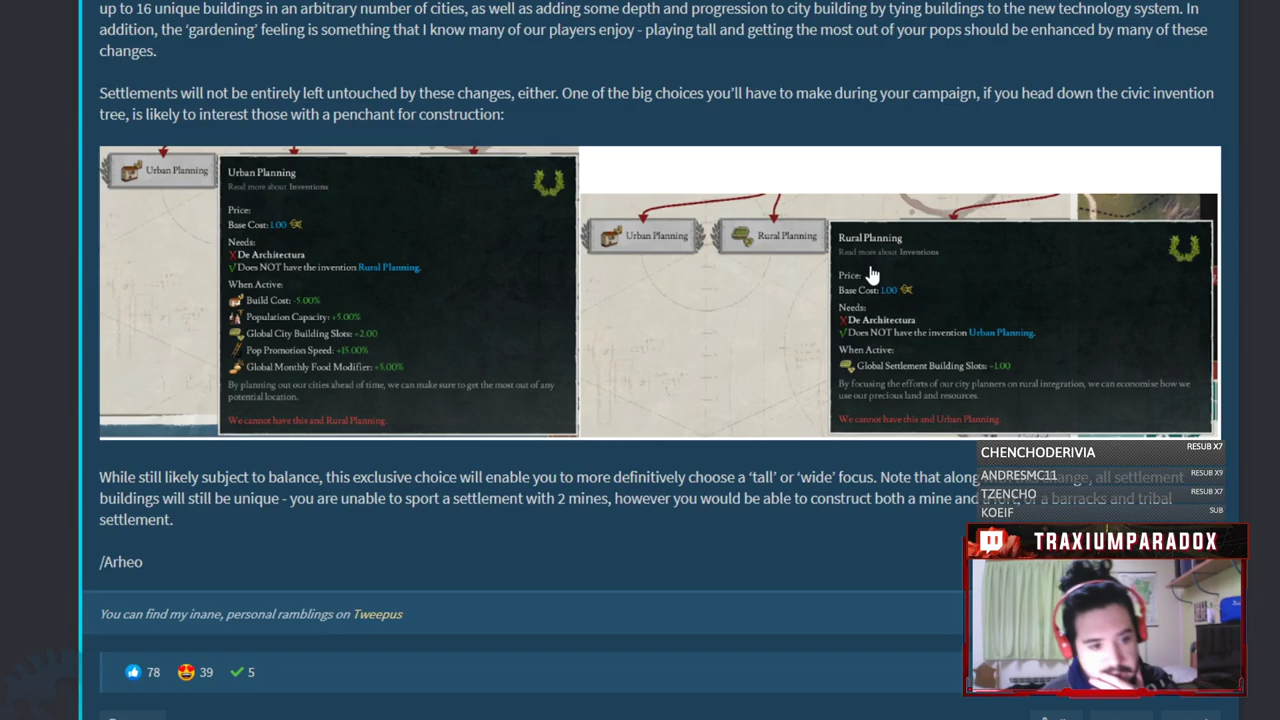 up to 16 unique buildings in an arbitrary number of cities, as well as adding some depth and progression to city building by tying buildings to the new technology system. In
addition, the ‘gardening’ feeling is something that I know many of our players enjoy - playing tall and getting the most out of your pops should be enhanced by many of these
changes.
Settlements will not be entirely left untouched by these changes, either. One of the big choices you’ll have to make during your campaign, if you head down the civic invention
tree, is likely to interest those with a penchant for construction:
Urban Planning
Urban Planning
Read more about Inventions
Price:
Base Cost: 1.00
Needs:
X De Architectura
√ Does NOT have the invention Rural Planning.
When Active:
Build Cost: -5.00%
Population Capacity: +5.00%
Global City Building Slots: +2.00
Pop Promotion Speed: +15.00%
Global Monthly Food Modifier: +5.00%
By planning out our cities ahead of time, we can make sure to get the most out of any
potential location.
We cannot have this and Rural Planning.
Urban Planning
Rural Planning
Rural Planning
Read more about Inventions
Price:
Base Cost: 1.00
Needs:
X De Architectura
√ Does NOT have the invention Urban Planning.
When Active:
Global Settlement Building Slots: +1.00
By focusing the efforts of our city planners on rural integration, we can economise how we
use our precious land and resources.
We cannot have this and Urban Planning.
While still likely subject to balance, this exclusive choice will enable you to more definitively choose a ‘tall’ or ‘wide’ focus. Note that along change, all settlement
buildings will still be unique - you are unable to sport a settlement with 2 mines, however you would be able to construct both a mine and a fort, or a barracks and tribal
settlement.
/Arheo
You can find my inane, personal ramblings on Tweepus
78
39
5
CHENCHODERIVIA RESUB X7
ANDRESMC11 RESUB X9
TZENCHO RESUB X7
KOEIF SUB
TRAXIUMPARADOX